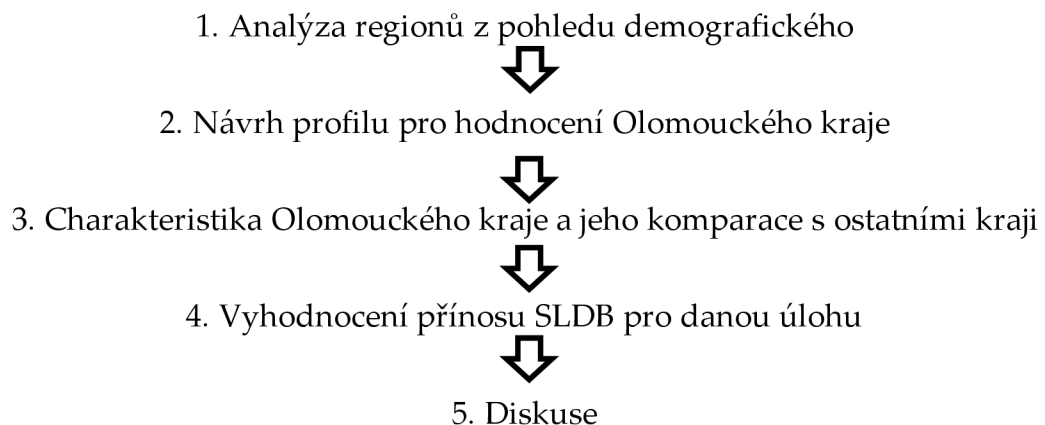 1. Analýza regionů z pohledu demografického
2. Návrh profilu pro hodnocení Olomouckého kraje
3. Charakteristika Olomouckého kraje a jeho komparace s ostatními kraji
4. Vyhodnocení přínosu SLDB pro danou úlohu
5. Diskuse